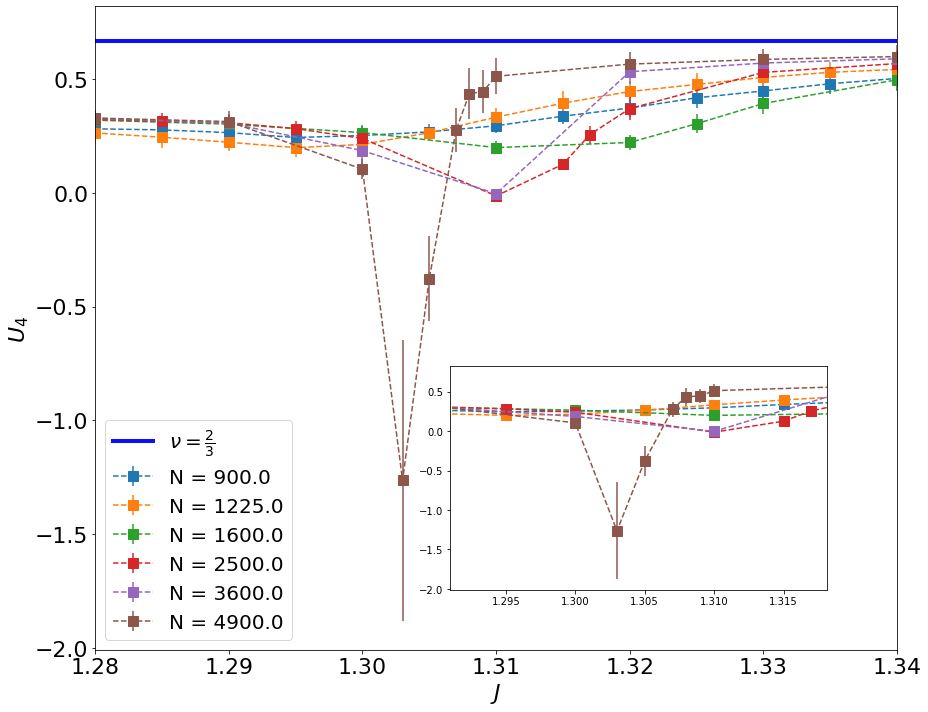 0.5
0.0
−0.5
−1.0
−1.5
−2.0
U₄
1.28 1.29 1.30 1.31 1.32 1.33 1.34
J
ν = 2/3
N = 900.0
N = 1225.0
N = 1600.0
N = 2500.0
N = 3600.0
N = 4900.0
0.5
0.0
−0.5
−1.0
−1.5
−2.0
1.295 1.300 1.305 1.310 1.315